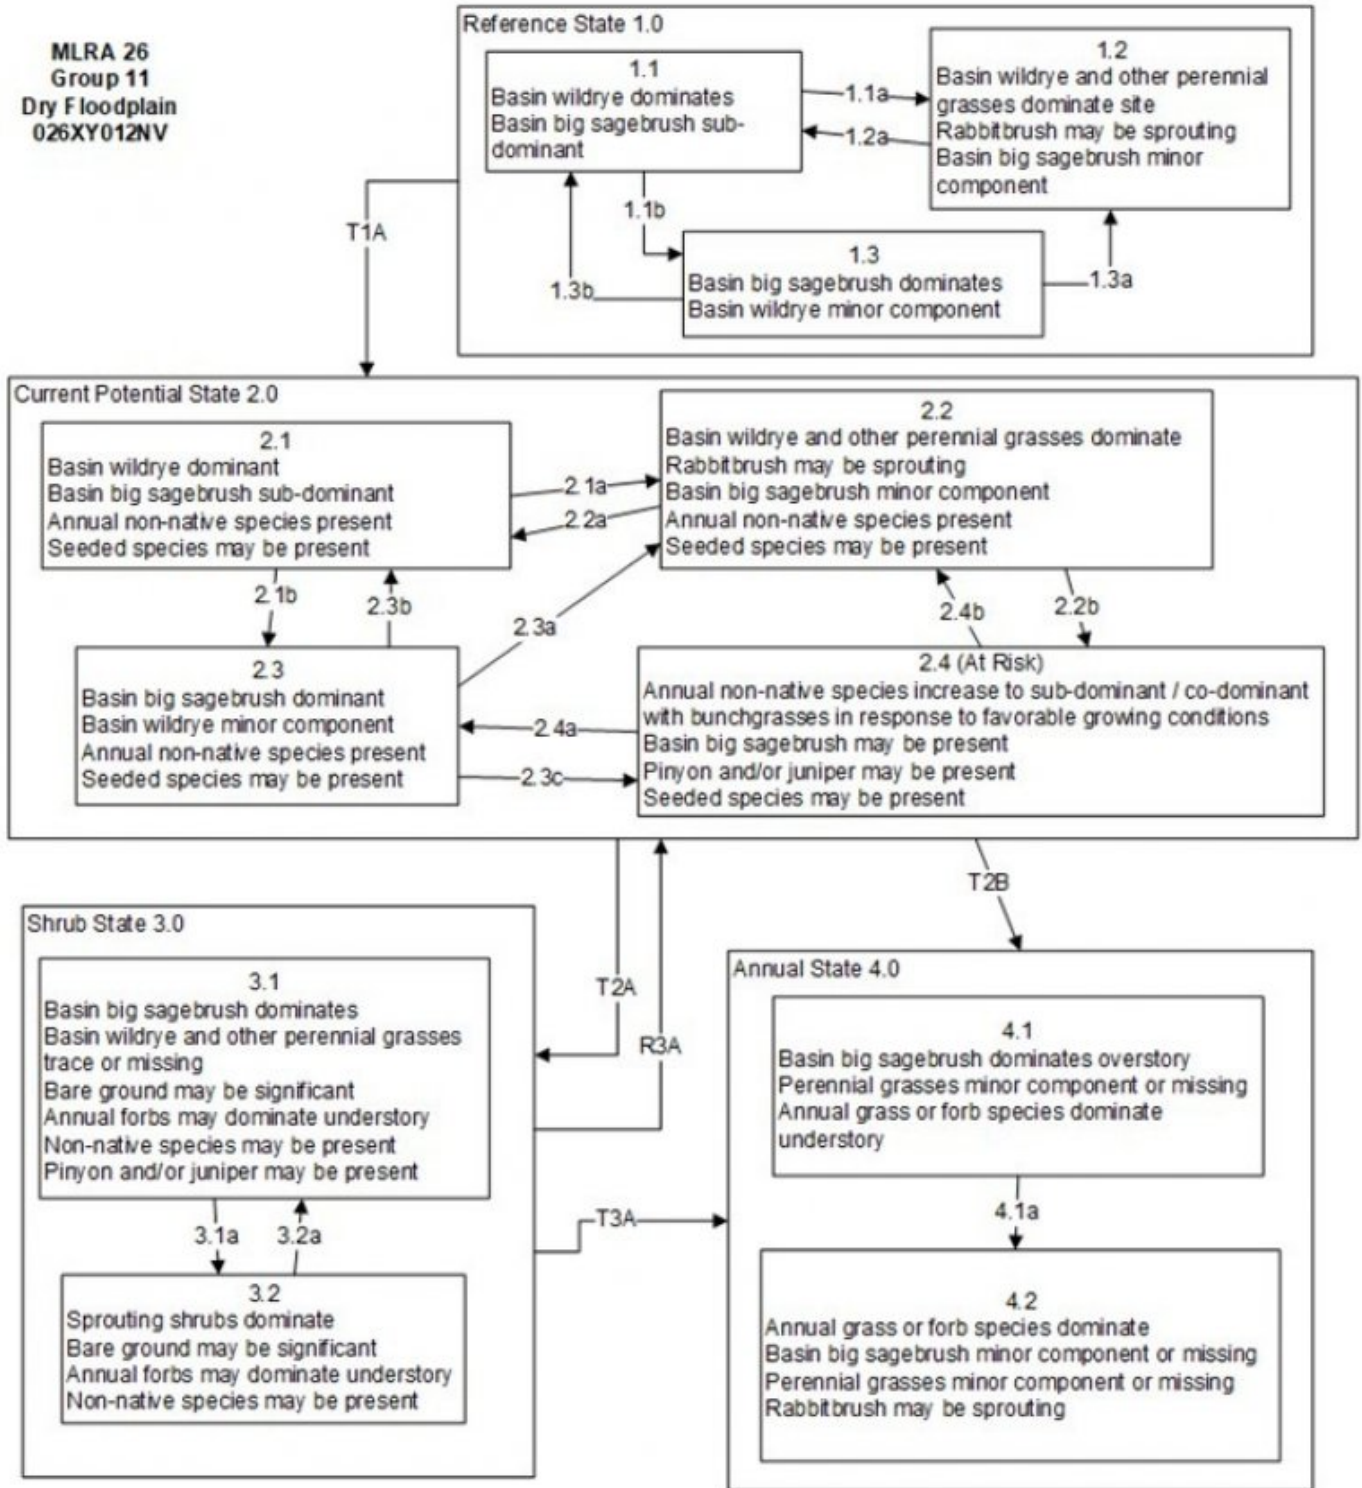 MLRA 26
Group 11
Dry Floodplain
026XY012NV
Reference State 1.0
1.1
Basin wildrye dominates
Basin big sagebrush sub-
dominant
1.1a
1.2a
1.2
Basin wildrye and other perennial
grasses dominate site
Rabbitbrush may be sprouting
Basin big sagebrush minor
component
1.1b
1.3b
1.3
Basin big sagebrush dominates
Basin wildrye minor component
1.3a
T1A
Current Potential State 2.0
2.1
Basin wildrye dominant
Basin big sagebrush sub-dominant
Annual non-native species present
Seeded species may be present
2.1a
2.2a
2.2
Basin wildrye and other perennial grasses dominate
Rabbitbrush may be sprouting
Basin big sagebrush minor component
Annual non-native species present
Seeded species may be present
2.1b
2.3b
2.3a
2.4b
2.2b
2.3
Basin big sagebrush dominant
Basin wildrye minor component
Annual non-native species present
Seeded species may be present
2.4a
2.3c
2.4 (At Risk)
Annual non-native species increase to sub-dominant / co-dominant
with bunchgrasses in response to favorable growing conditions
Basin big sagebrush may be present
Pinyon and/or juniper may be present
Seeded species may be present
T2A
R3A
T2B
Shrub State 3.0
3.1
Basin big sagebrush dominates
Basin wildrye and other perennial grasses
trace or missing
Bare ground may be significant
Annual forbs may dominate understory
Non-native species may be present
Pinyon and/or juniper may be present
3.1a
3.2a
3.2
Sprouting shrubs dominate
Bare ground may be significant
Annual forbs may dominate understory
Non-native species may be present
T3A
Annual State 4.0
4.1
Basin big sagebrush dominates overstory
Perennial grasses minor component or missing
Annual grass or forb species dominate
understory
4.1a
4.2
Annual grass or forb species dominate
Basin big sagebrush minor component or missing
Perennial grasses minor component or missing
Rabbitbrush may be sprouting